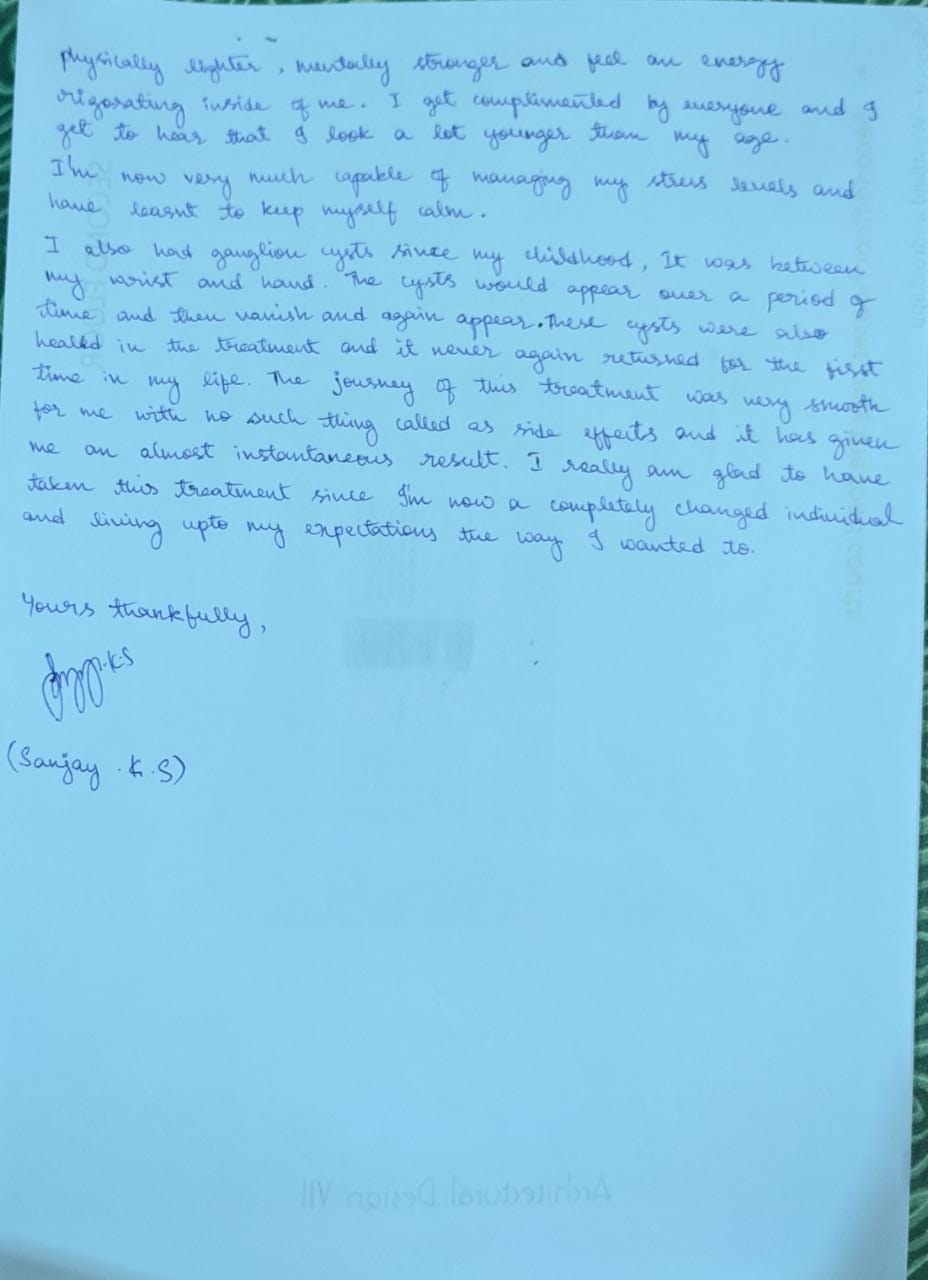 physically lighter, mentally stronger and feel an energy
rigorating inside of me. I get complimented by everyone and I
get to hear that I look a lot younger than my age.
I'm now very much capable of managing my stress levels and
have learnt to keep myself calm.
I also had ganglion cysts since my childhood, It was between
my wrist and hand. The cysts would appear over a period of
time and then vanish and again appear. These cysts were also
healed in the treatment and it never again returned for the first
time in my life. The journey of this treatment was very smooth
for me with no such thing called as side effects and it has given
me an almost instantaneous result. I really am glad to have
taken this treatment since I'm now a completely changed individual
and living upto my expectations the way I wanted to.
Yours thankfully,
K.S
(Sanjay .K.S)
Architectural Design VII